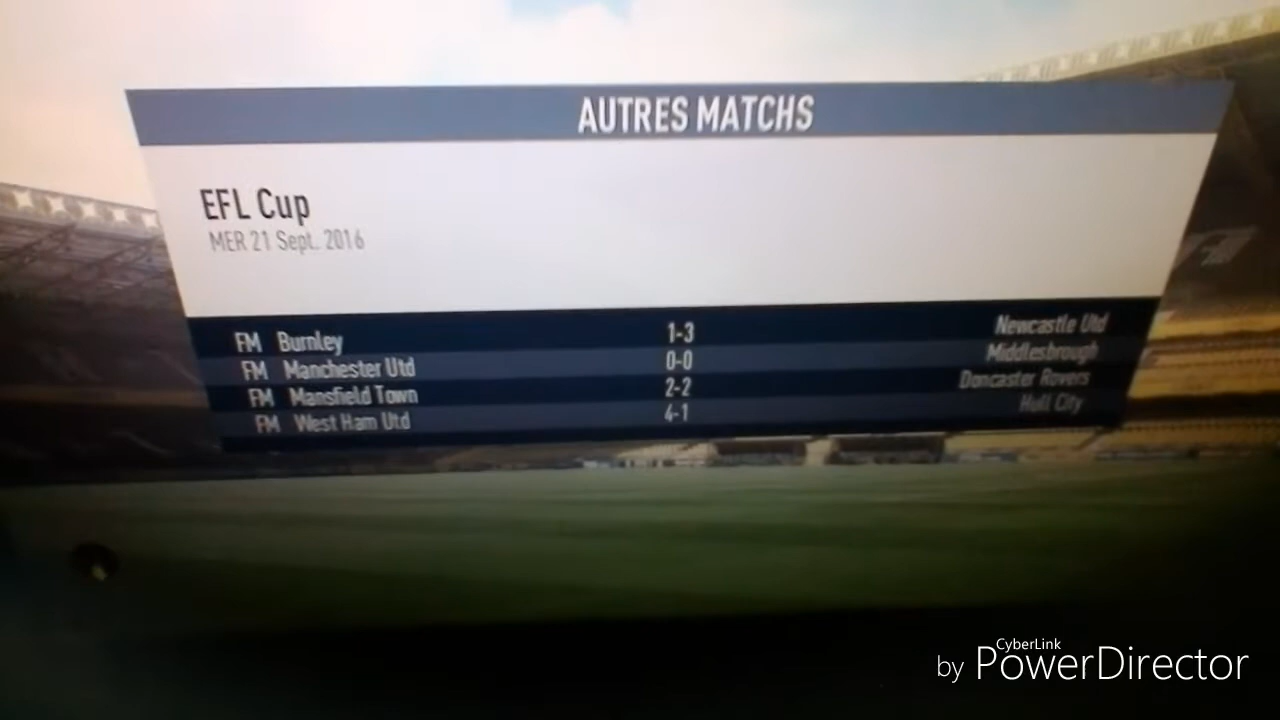 AUTRES MATCHS
EFL Cup
MER 21 Sept. 2016
FM Burnley 1-3 Newcastle Utd
FM Manchester Utd 0-0 Middlesbrough
FM Mansfield Town 2-2 Doncaster Rovers
FM West Ham Utd 4-1 Hull City
CyberLink
by PowerDirector